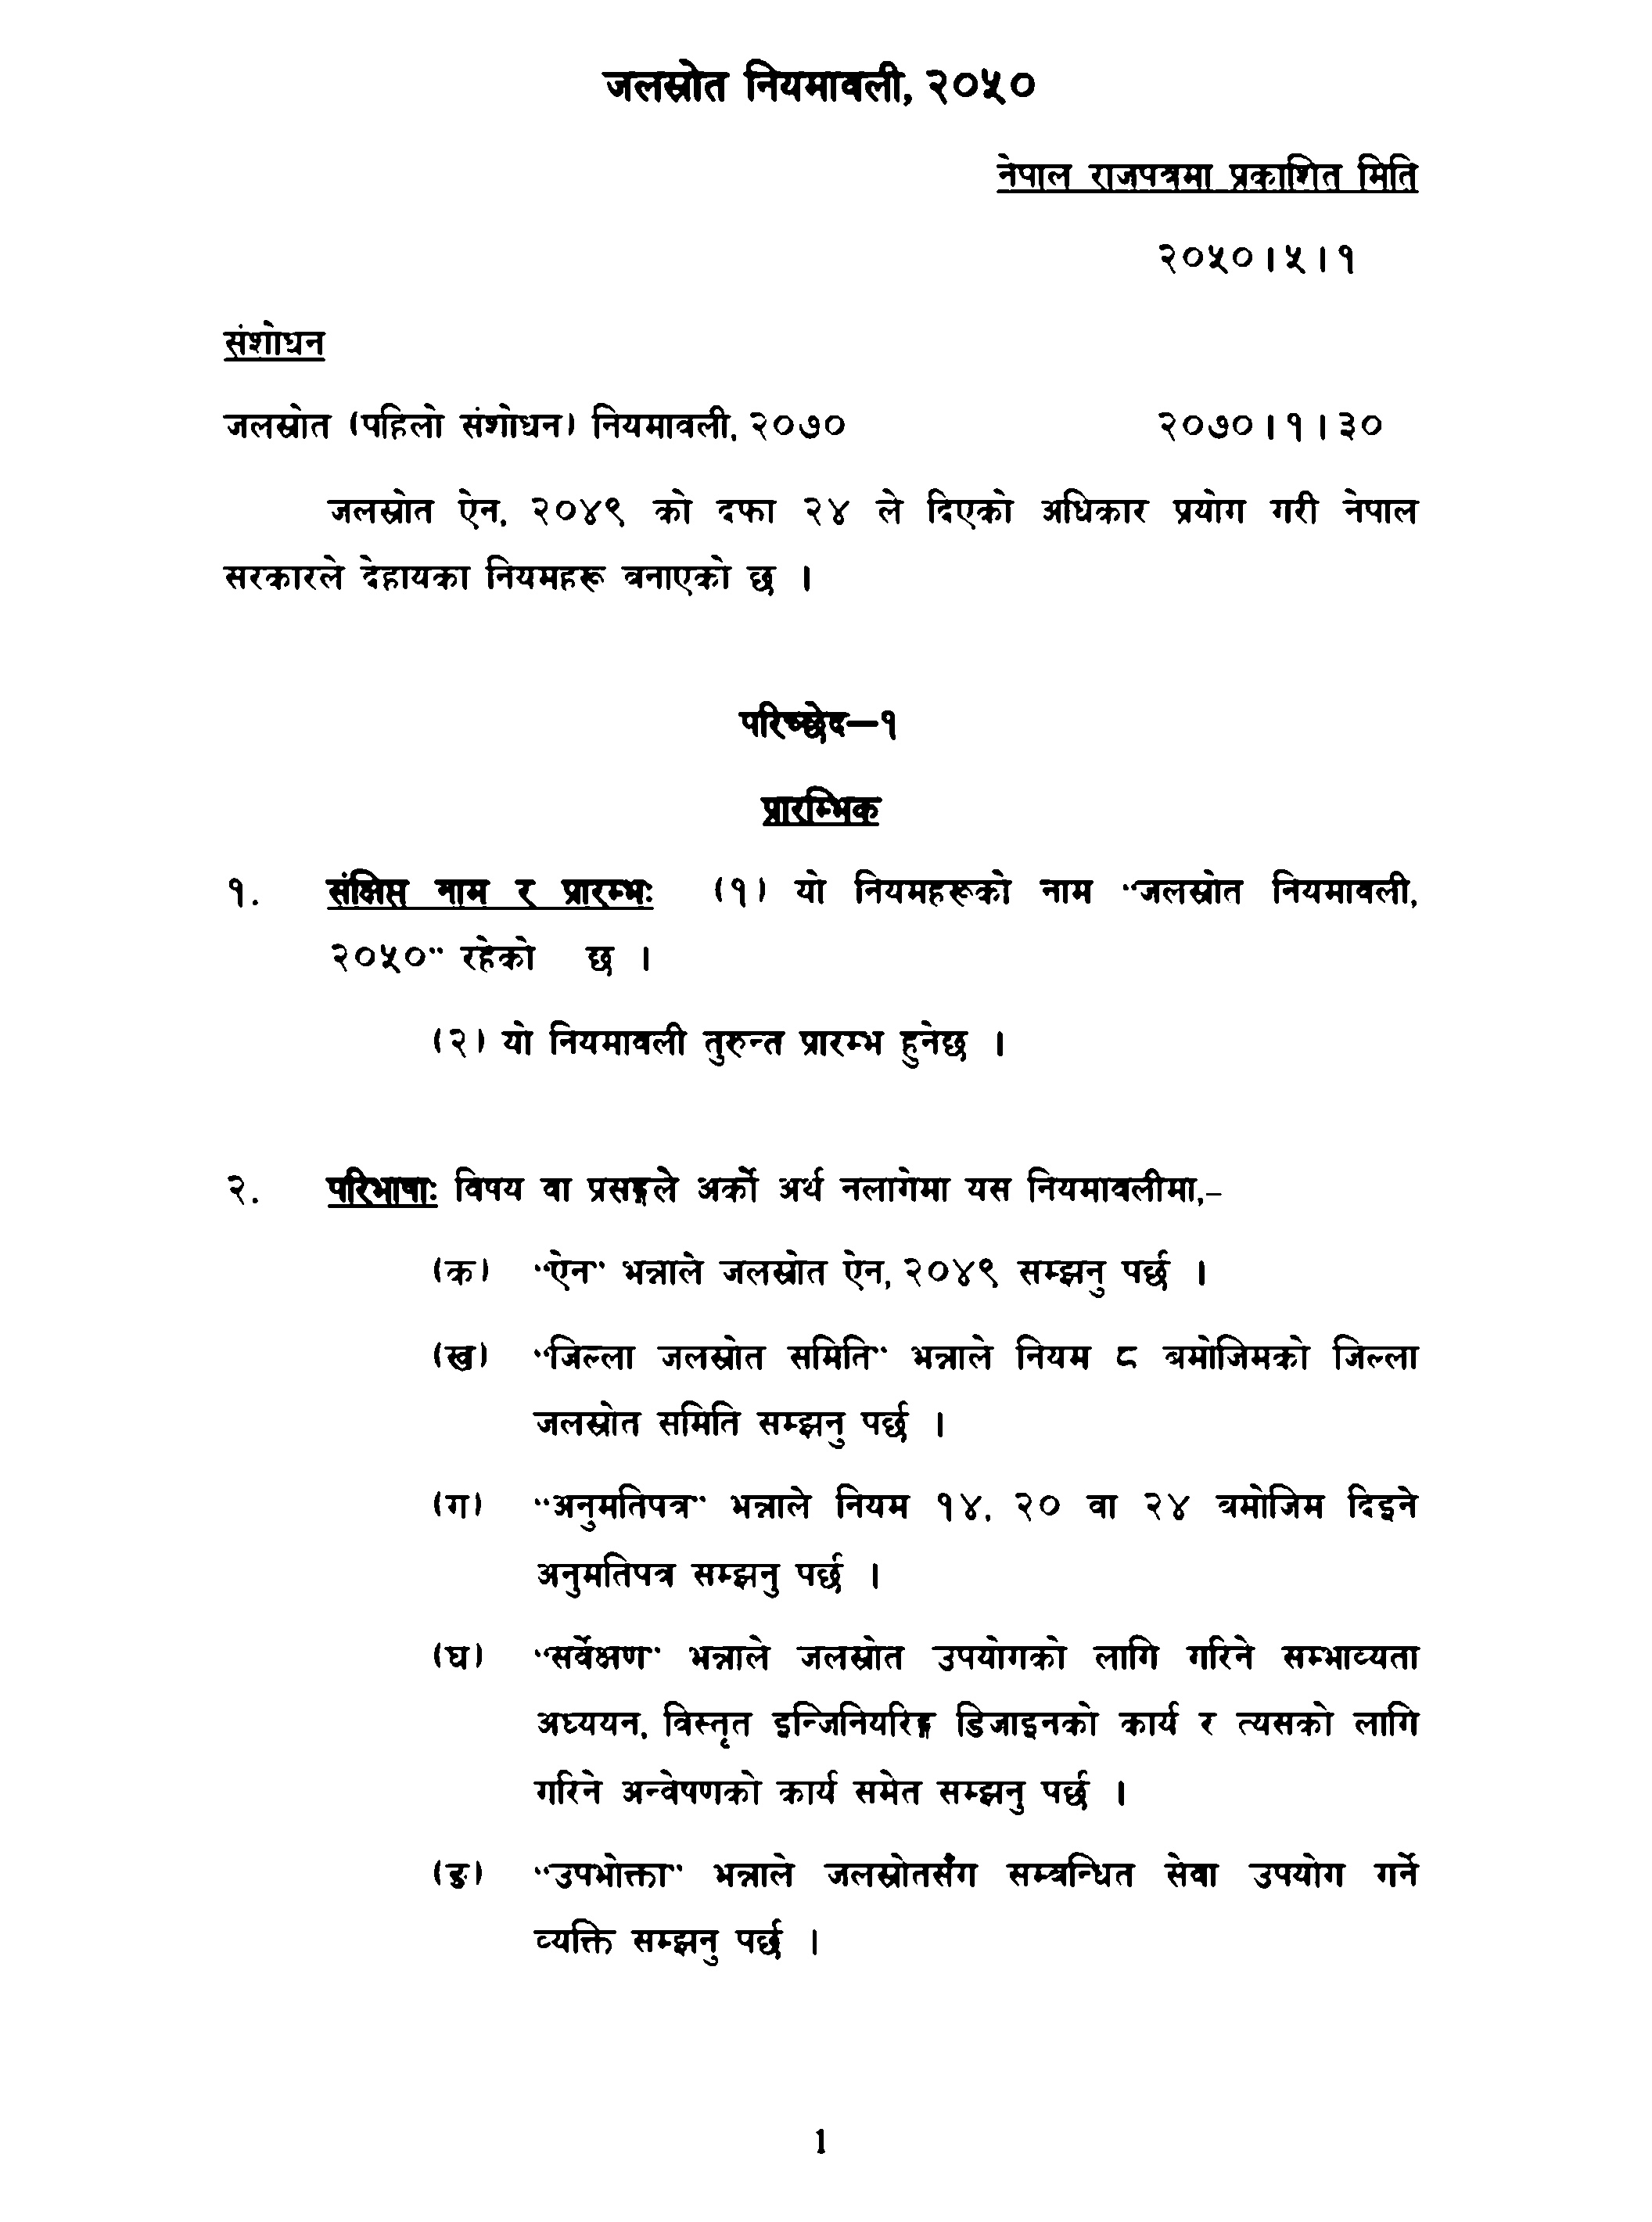 जलस्रोत नियमावली, २०५०
नेपाल राजपत्रमा प्रकाशित मिति
२०५०।५।१
संशोधन
जलस्रोत (पहिलो संशोधन) नियमावली, २०७० २०७०।१।३०
जलस्रोत ऐन, २०४९ को दफा २४ ले दिएको अधिकार प्रयोग गरी नेपाल
सरकारले देहायका नियमहरू बनाएको छ ।
परिच्छेद–१
प्रारम्भिक
१. संक्षिप्त नाम र प्रारम्भः (१) यो नियमहरूको नाम “जलस्रोत नियमावली,
२०५०” रहेको छ ।
(२) यो नियमावली तुरुन्त प्रारम्भ हुनेछ ।
२. परिभाषाः विषय वा प्रसङ्गले अर्को अर्थ नलागेमा यस नियमावलीमा,–
(क) “ऐन” भन्नाले जलस्रोत ऐन, २०४९ सम्झनु पर्छ ।
(ख) “जिल्ला जलस्रोत समिति” भन्नाले नियम ८ बमोजिमको जिल्ला
जलस्रोत समिति सम्झनु पर्छ ।
(ग) “अनुमतिपत्र” भन्नाले नियम १४, २० वा २४ बमोजिम दिइने
अनुमतिपत्र सम्झनु पर्छ ।
(घ) “सर्वेक्षण” भन्नाले जलस्रोत उपयोगको लागि गरिने सम्भाव्यता
अध्ययन, विस्तृत इन्जिनियरिङ्ग डिजाइनको कार्य र त्यसको लागि
गरिने अन्वेषणको कार्य समेत सम्झनु पर्छ ।
(ङ) “उपभोक्ता” भन्नाले जलस्रोतसँग सम्बन्धित सेवा उपयोग गर्ने
व्यक्ति सम्झनु पर्छ ।
1